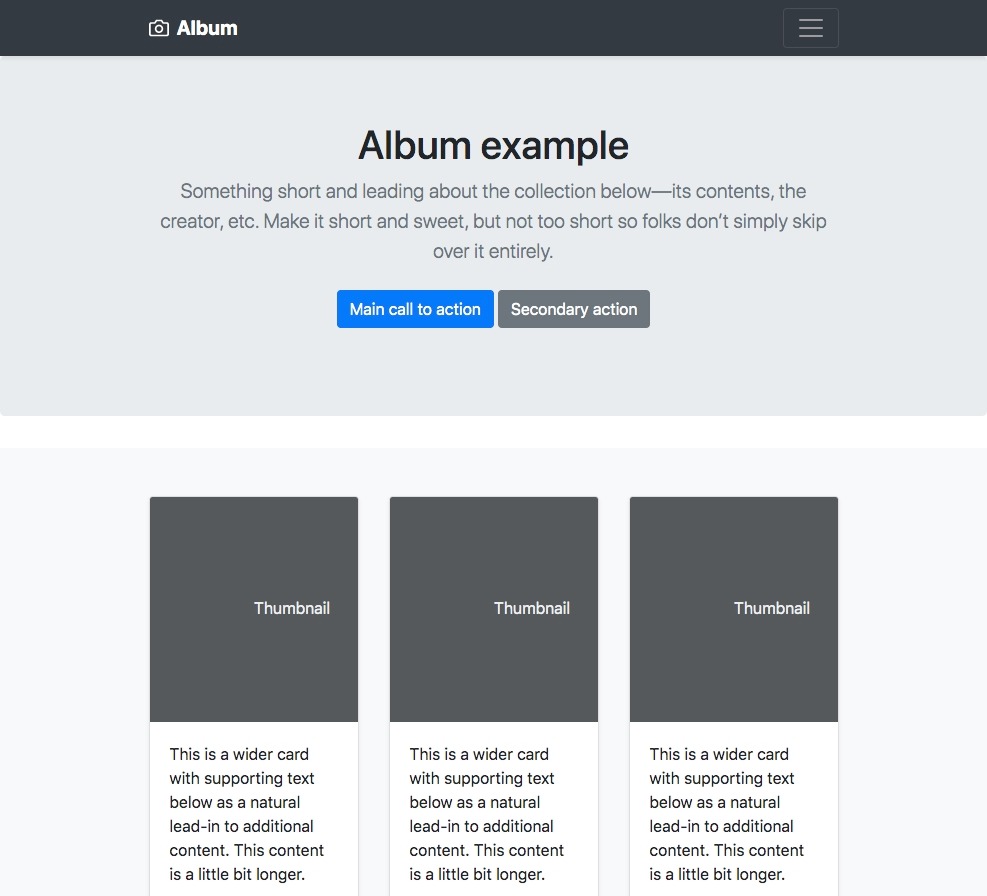 Album
Album example
Something short and leading about the collection below—its contents, the
creator, etc. Make it short and sweet, but not too short so folks don’t simply skip
over it entirely.
Main call to action
Secondary action
Thumbnail
Thumbnail
Thumbnail
This is a wider card
with supporting text
below as a natural
lead-in to additional
content. This content
is a little bit longer.
This is a wider card
with supporting text
below as a natural
lead-in to additional
content. This content
is a little bit longer.
This is a wider card
with supporting text
below as a natural
lead-in to additional
content. This content
is a little bit longer.